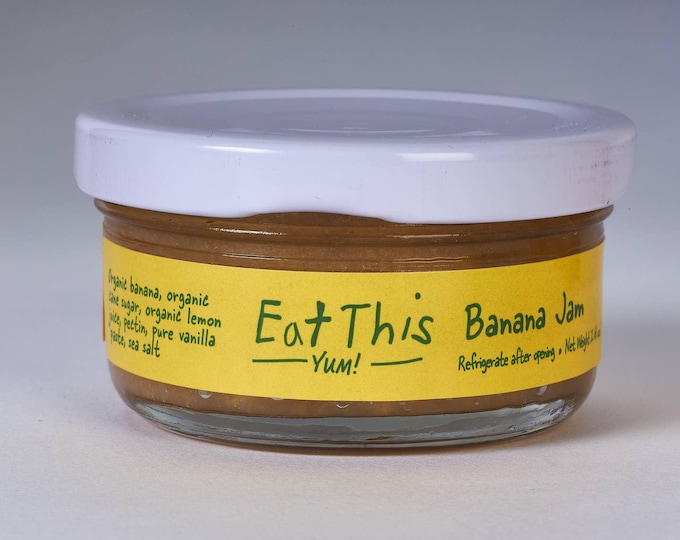 Organic banana, organic
cane sugar, organic lemon
juice, pectin, pure vanilla
paste, sea salt
Eat This
YUM!
Banana Jam
Refrigerate after opening • Net Weight